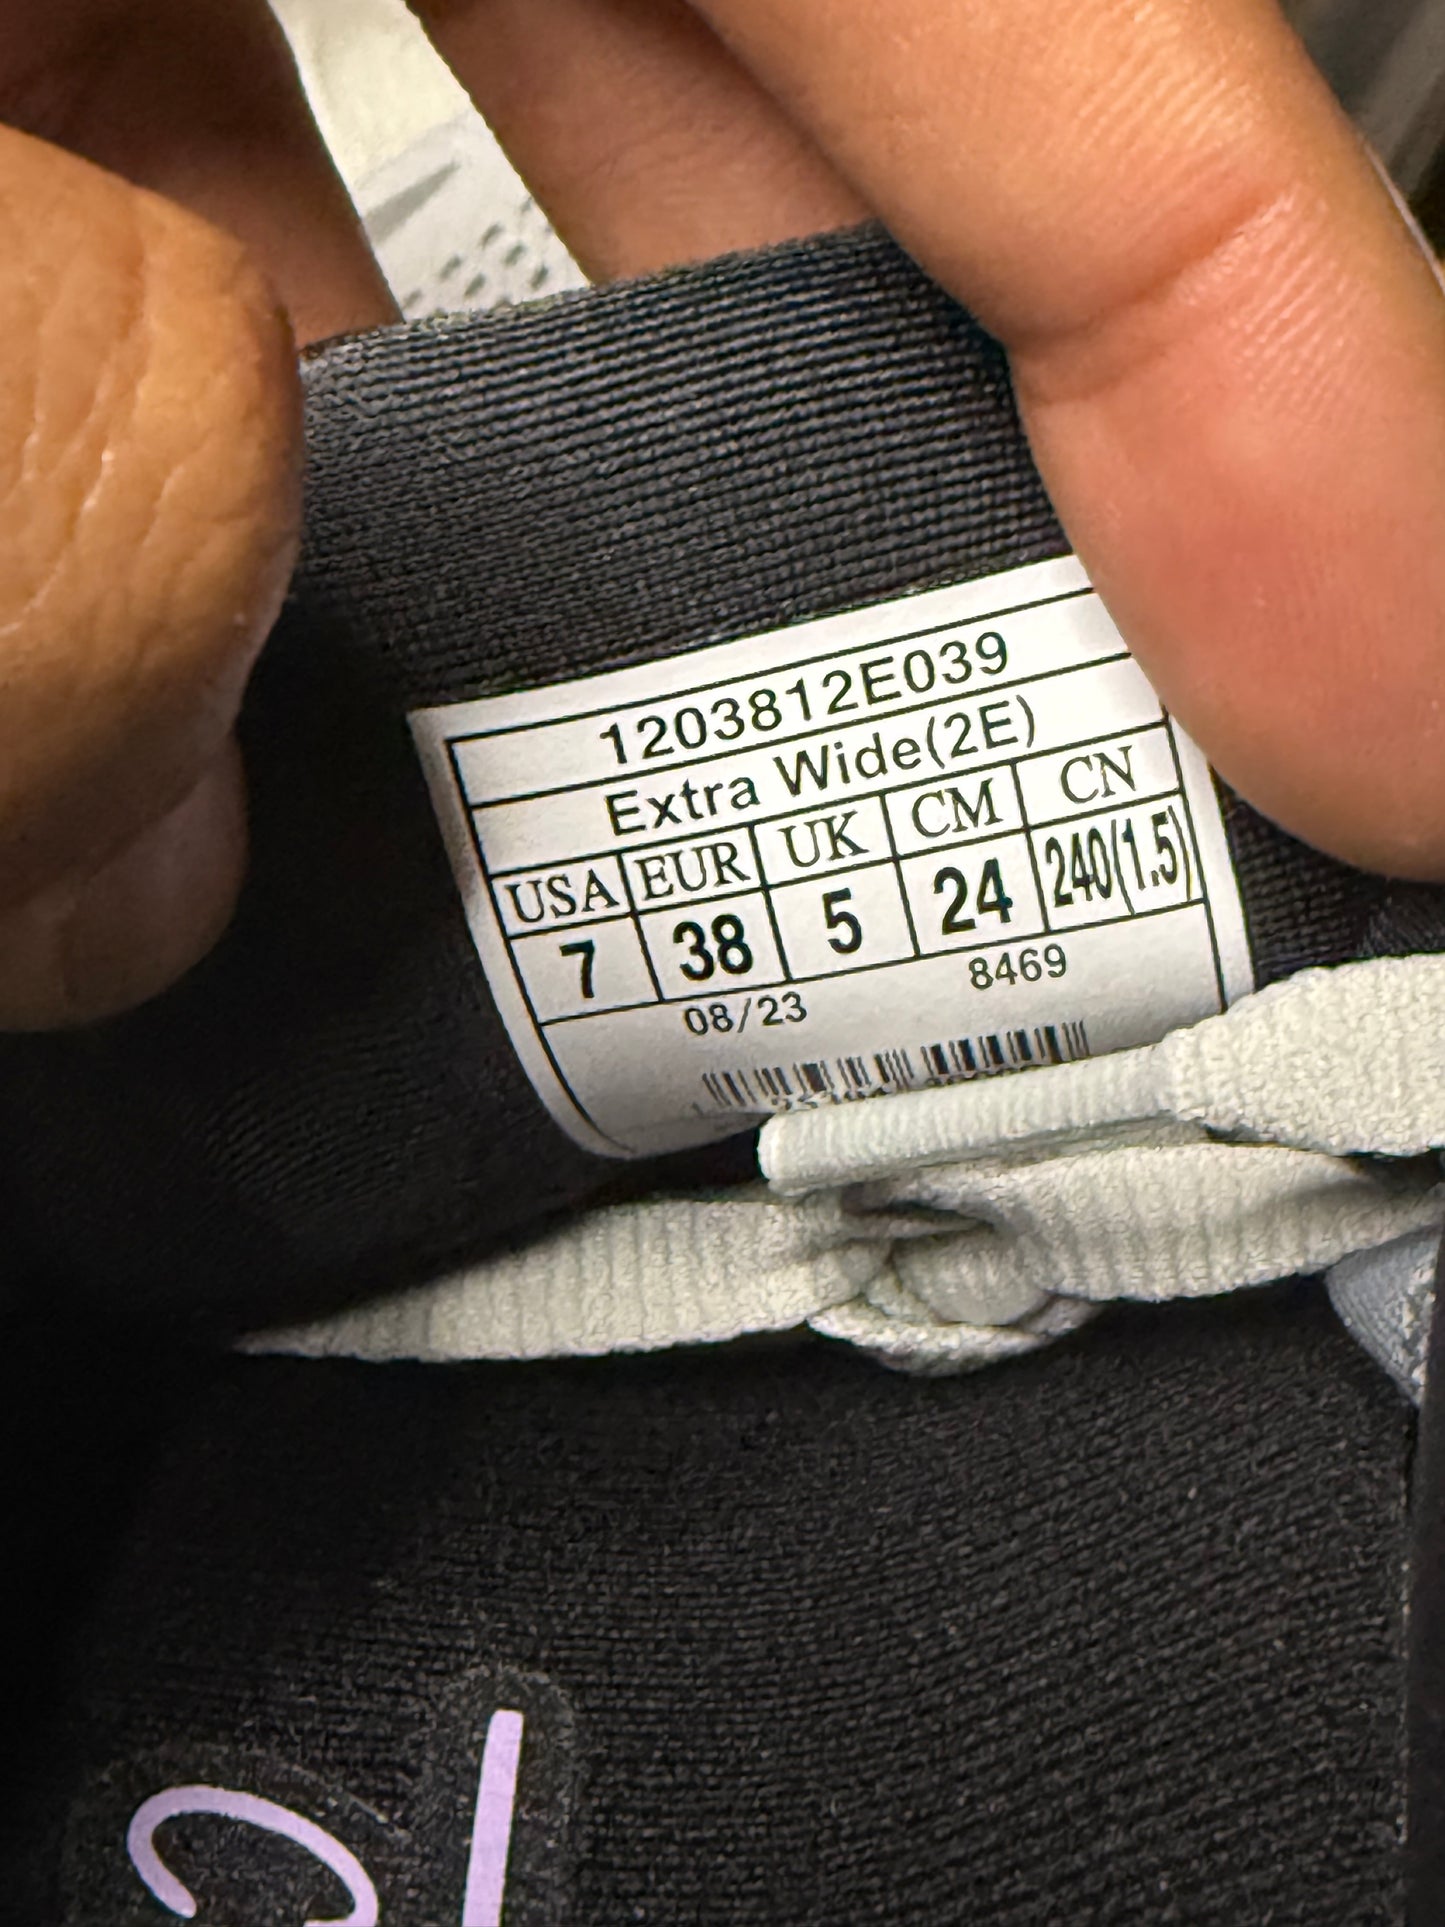 1203812E039
Extra Wide(2E)
USA EUR UK CM CN
7 38 5 24 240(1.5)
08/23 8469